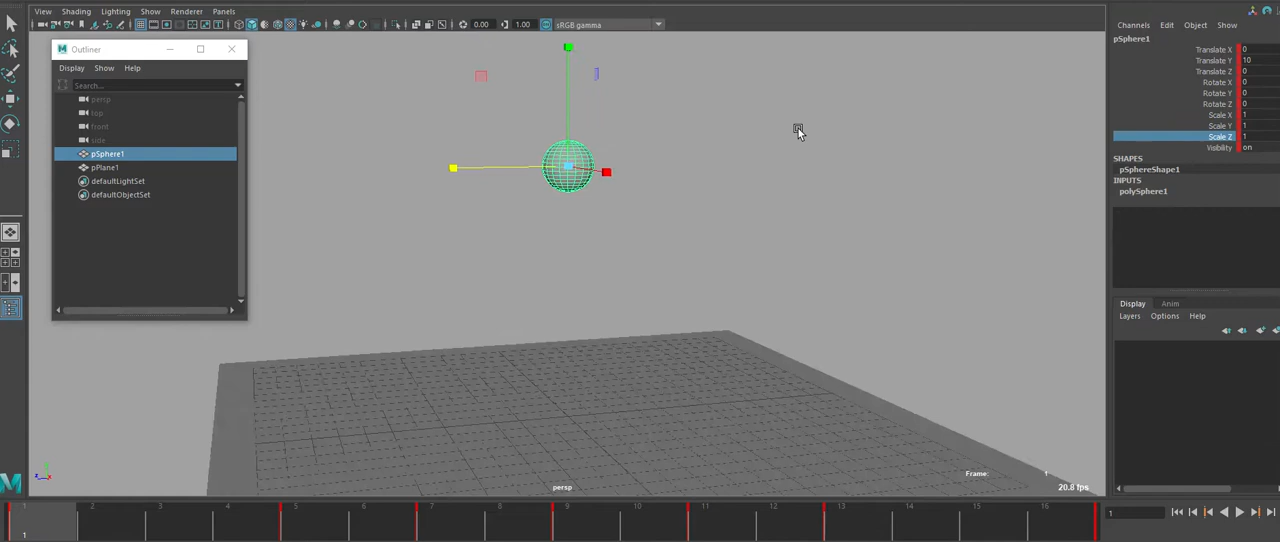 View Shading Lighting Show Renderer Panels
0.00 1.00 sRGB gamma
Outliner
Display Show Help
Search...
persp
top
front
side
pSphere1
pPlane1
defaultLightSet
defaultObjectSet
Channels Edit Object Show
pSphere1
Translate X 0
Translate Y 10
Translate Z 0
Rotate X 0
Rotate Y 0
Rotate Z 0
Scale X 1
Scale Y 1
Scale Z 1
Visibility on
SHAPES
pSphereShape1
INPUTS
polySphere1
Display Anim
Layers Options Help
Frame: 1
persp
20.8 fps
1 2 3 4 5 6 7 8 9 10 11 12 13 14 15 16
1
1